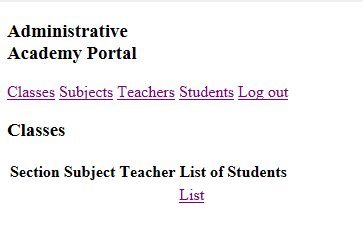 Administrative
Academy Portal
Classes Subjects Teachers Students Log out
Classes
Section Subject Teacher List of Students
List